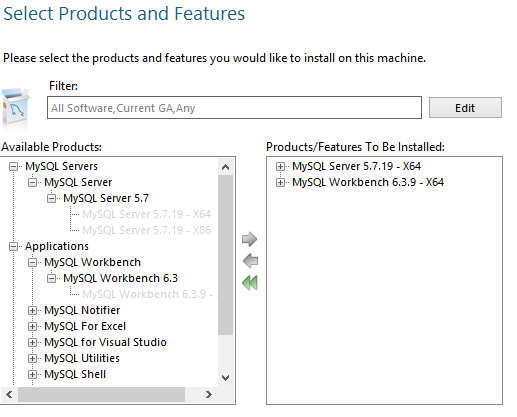 Select Products and Features
Please select the products and features you would like to install on this machine.
Filter:
All Software,Current GA,Any
Edit
Available Products:
MySQL Servers
MySQL Server
MySQL Server 5.7
MySQL Server 5.7.19 - X64
MySQL Server 5.7.19 - X86
Applications
MySQL Workbench
MySQL Workbench 6.3
MySQL Workbench 6.3.9 -
MySQL Notifier
MySQL For Excel
MySQL for Visual Studio
MySQL Utilities
MySQL Shell
Products/Features To Be Installed:
MySQL Server 5.7.19 - X64
MySQL Workbench 6.3.9 - X64